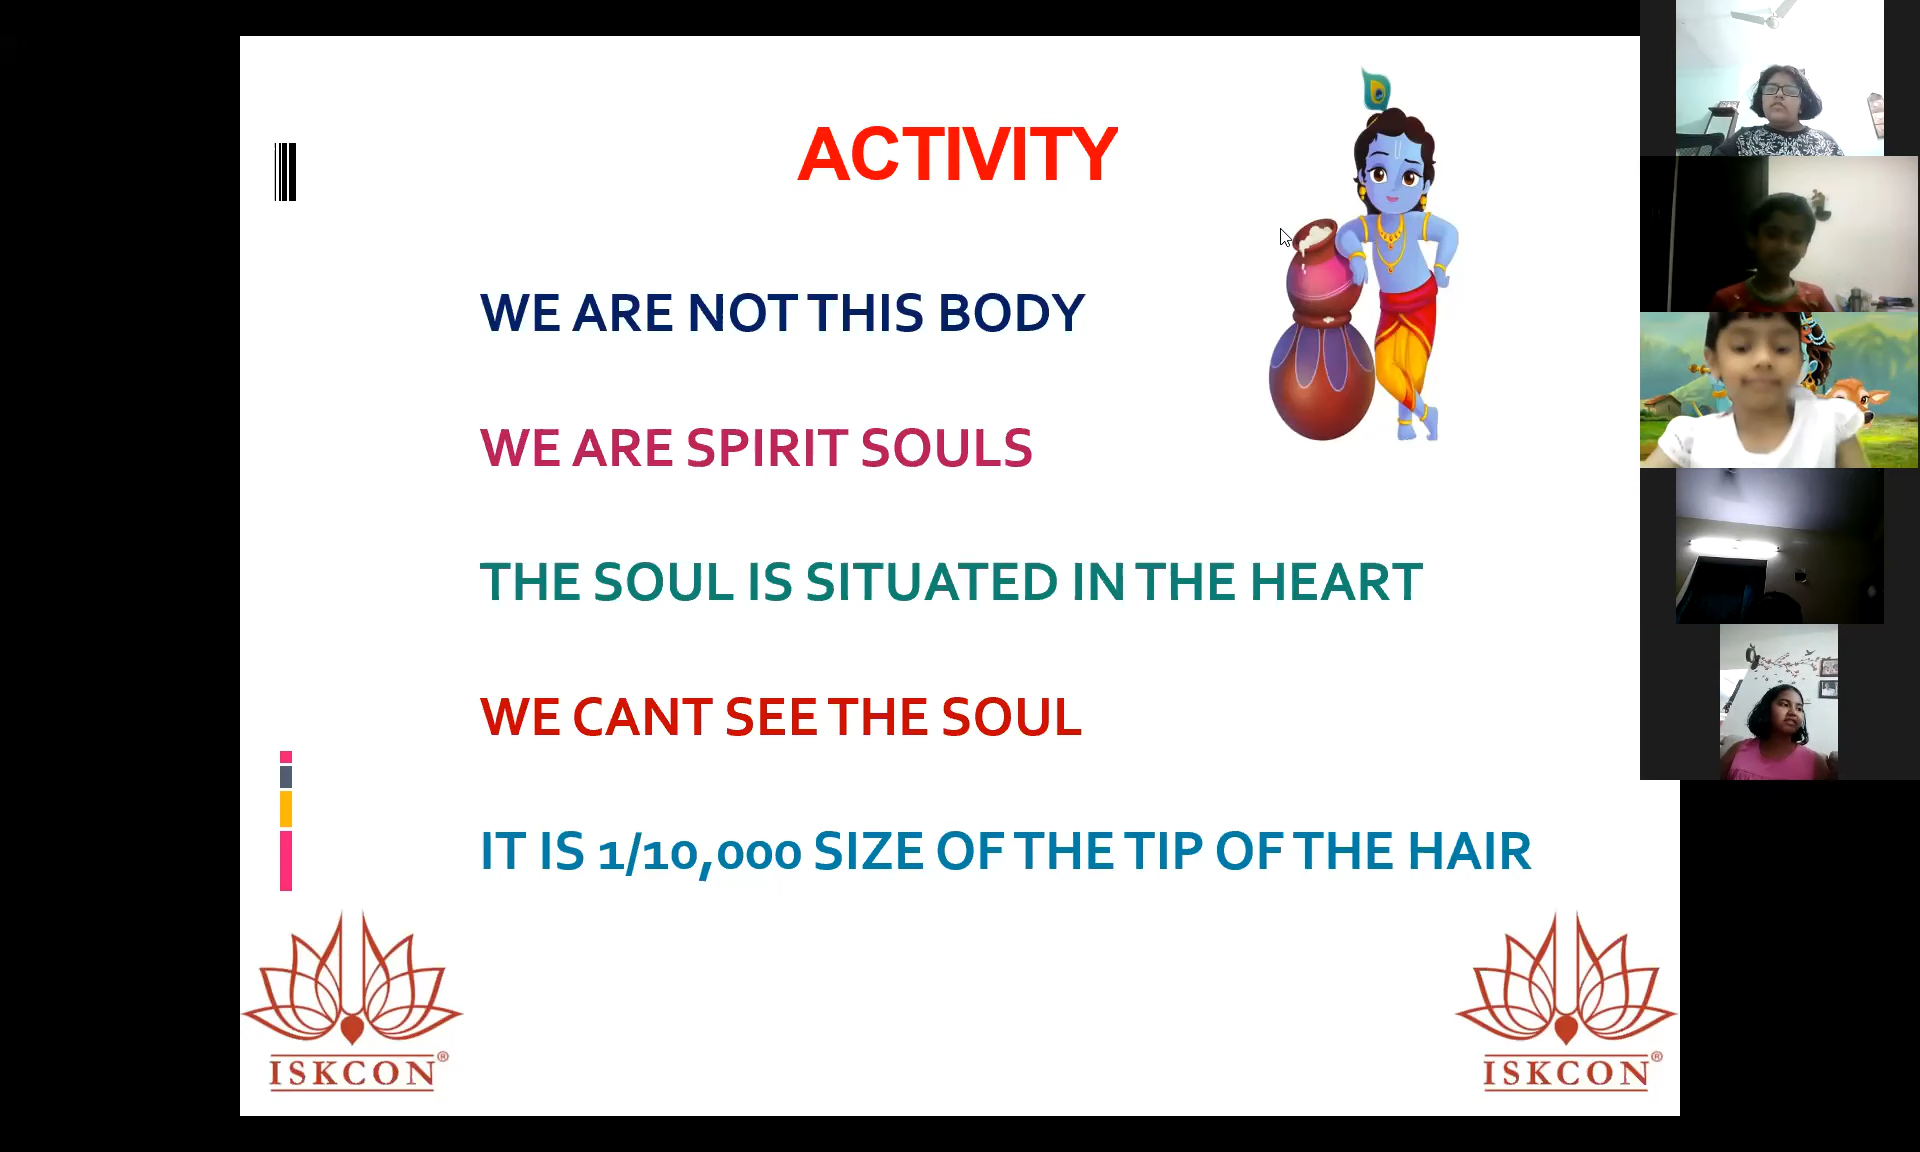 ACTIVITY
WE ARE NOT THIS BODY
WE ARE SPIRIT SOULS
THE SOUL IS SITUATED IN THE HEART
WE CANT SEE THE SOUL
IT IS 1/10,000 SIZE OF THE TIP OF THE HAIR
ISKCON®
ISKCON®